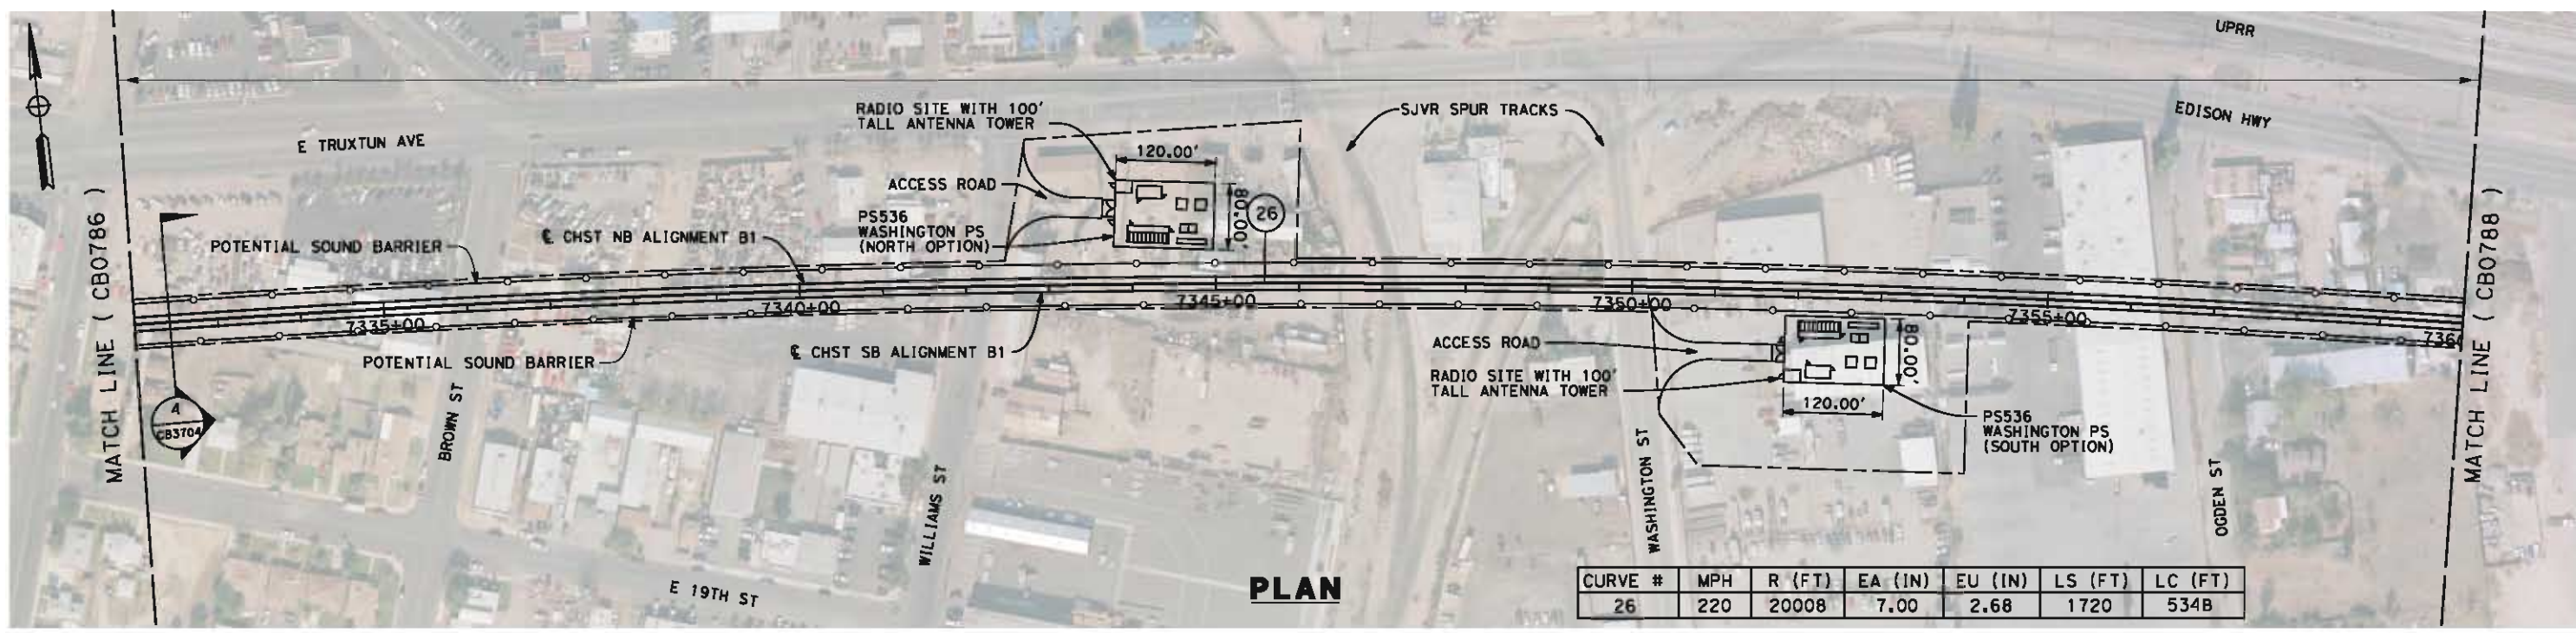 UPRR
EDISON HWY
E TRUXTUN AVE
RADIO SITE WITH 100'
TALL ANTENNA TOWER
SJVR SPUR TRACKS
120.00'
ACCESS ROAD
80.00'
26
PS536
WASHINGTON PS
(NORTH OPTION)
MATCH LINE ( CB0786 )
POTENTIAL SOUND BARRIER
℄ CHST NB ALIGNMENT B1
7335+00
7340+00
7345+00
7350+00
7355+00
736
POTENTIAL SOUND BARRIER
℄ CHST SB ALIGNMENT B1
ACCESS ROAD
80.00'
RADIO SITE WITH 100'
TALL ANTENNA TOWER
120.00'
PS536
WASHINGTON PS
(SOUTH OPTION)
MATCH LINE ( CB0788 )
A
CB3704
BROWN ST
WILLIAMS ST
WASHINGTON ST
OGDEN ST
E 19TH ST
PLAN
CURVE # MPH R (FT) EA (IN) EU (IN) LS (FT) LC (FT)
26 220 20008 7.00 2.68 1720 534B